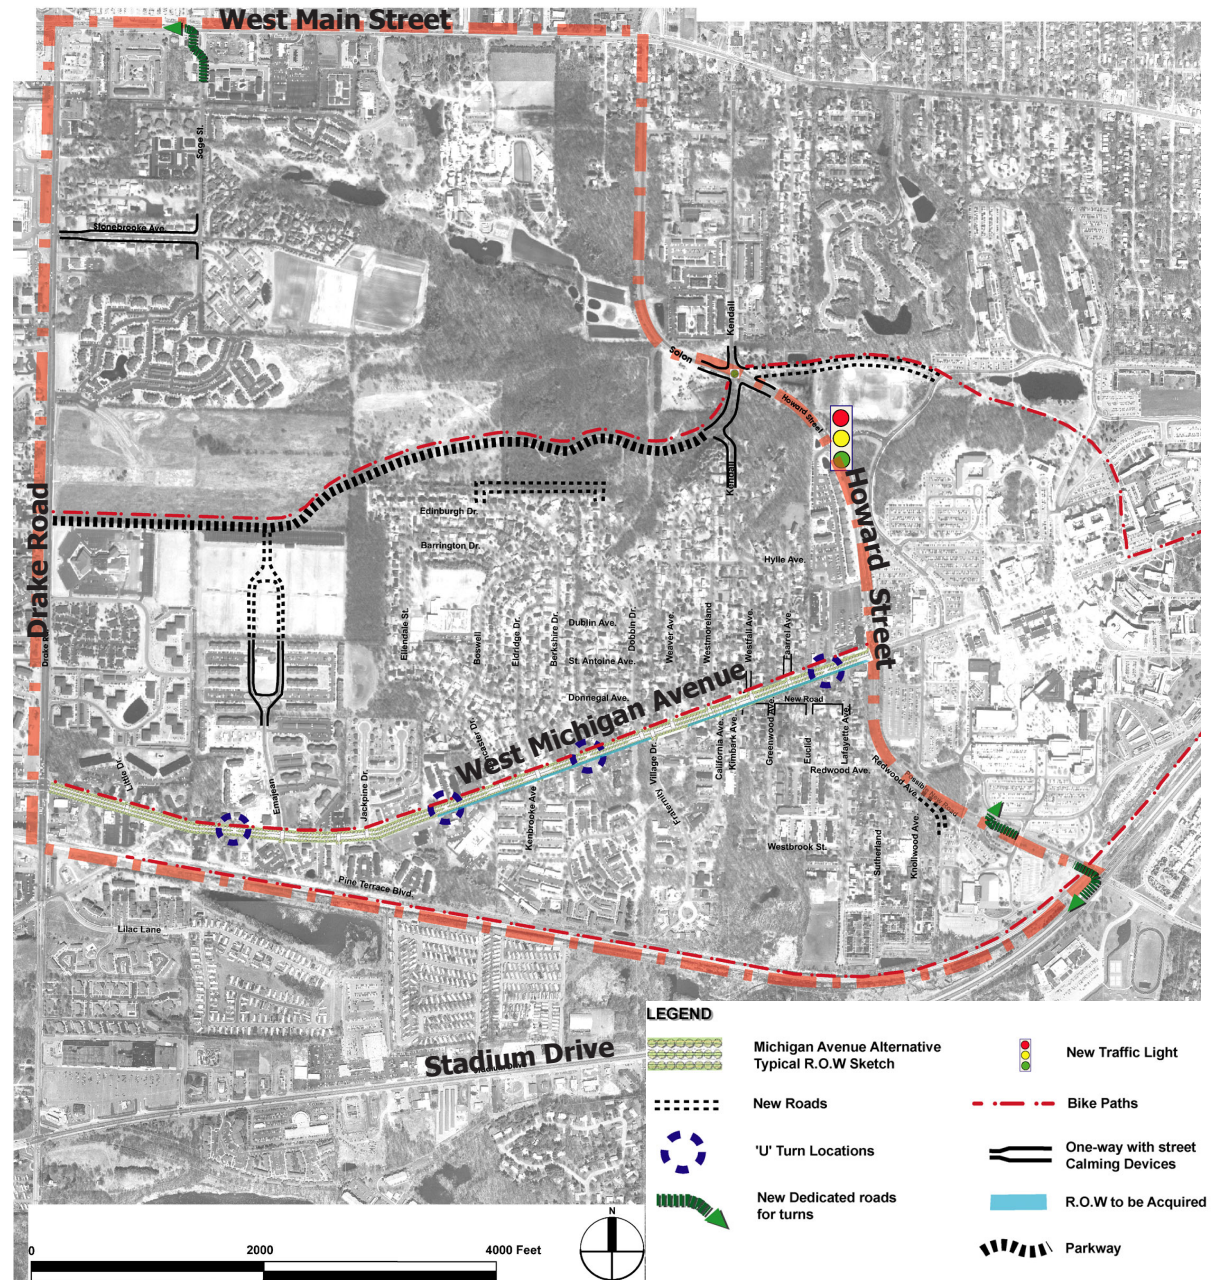 West Main Street
Sage St.
Stonebrooke Ave.
Kendall
Solon
Howard Street
Kendall
Drake Road
Howard
Street
Edinburgh Dr.
Barrington Dr.
Hylle Ave.
Ellendale St.
Boswell
Eldridge Dr.
Berkshire Dr.
Dublin Ave.
Dobbin Dr.
Weaver Ave.
Westmoreland
Westfall Ave.
St. Antoine Ave.
Donnegal Ave.
West Michigan Avenue
New Road
Little Dr.
Emajean
Jackpine Dr.
Kenbrooke Ave
Village Dr.
Fraternity
California Ave.
Kimbark Ave.
Greenwood Ave.
Euclid
Lafayette Ave.
Redwood Ave.
Redwood Ave.
Westbrook St.
Sutherland
Knollwood Ave.
Pine Terrace Blvd.
Lilac Lane
Stadium Drive
LEGEND
Michigan Avenue Alternative
Typical R.O.W Sketch
New Traffic Light
New Roads
Bike Paths
'U' Turn Locations
One-way with street
Calming Devices
New Dedicated roads
for turns
R.O.W to be Acquired
Parkway
N
0
2000
4000 Feet